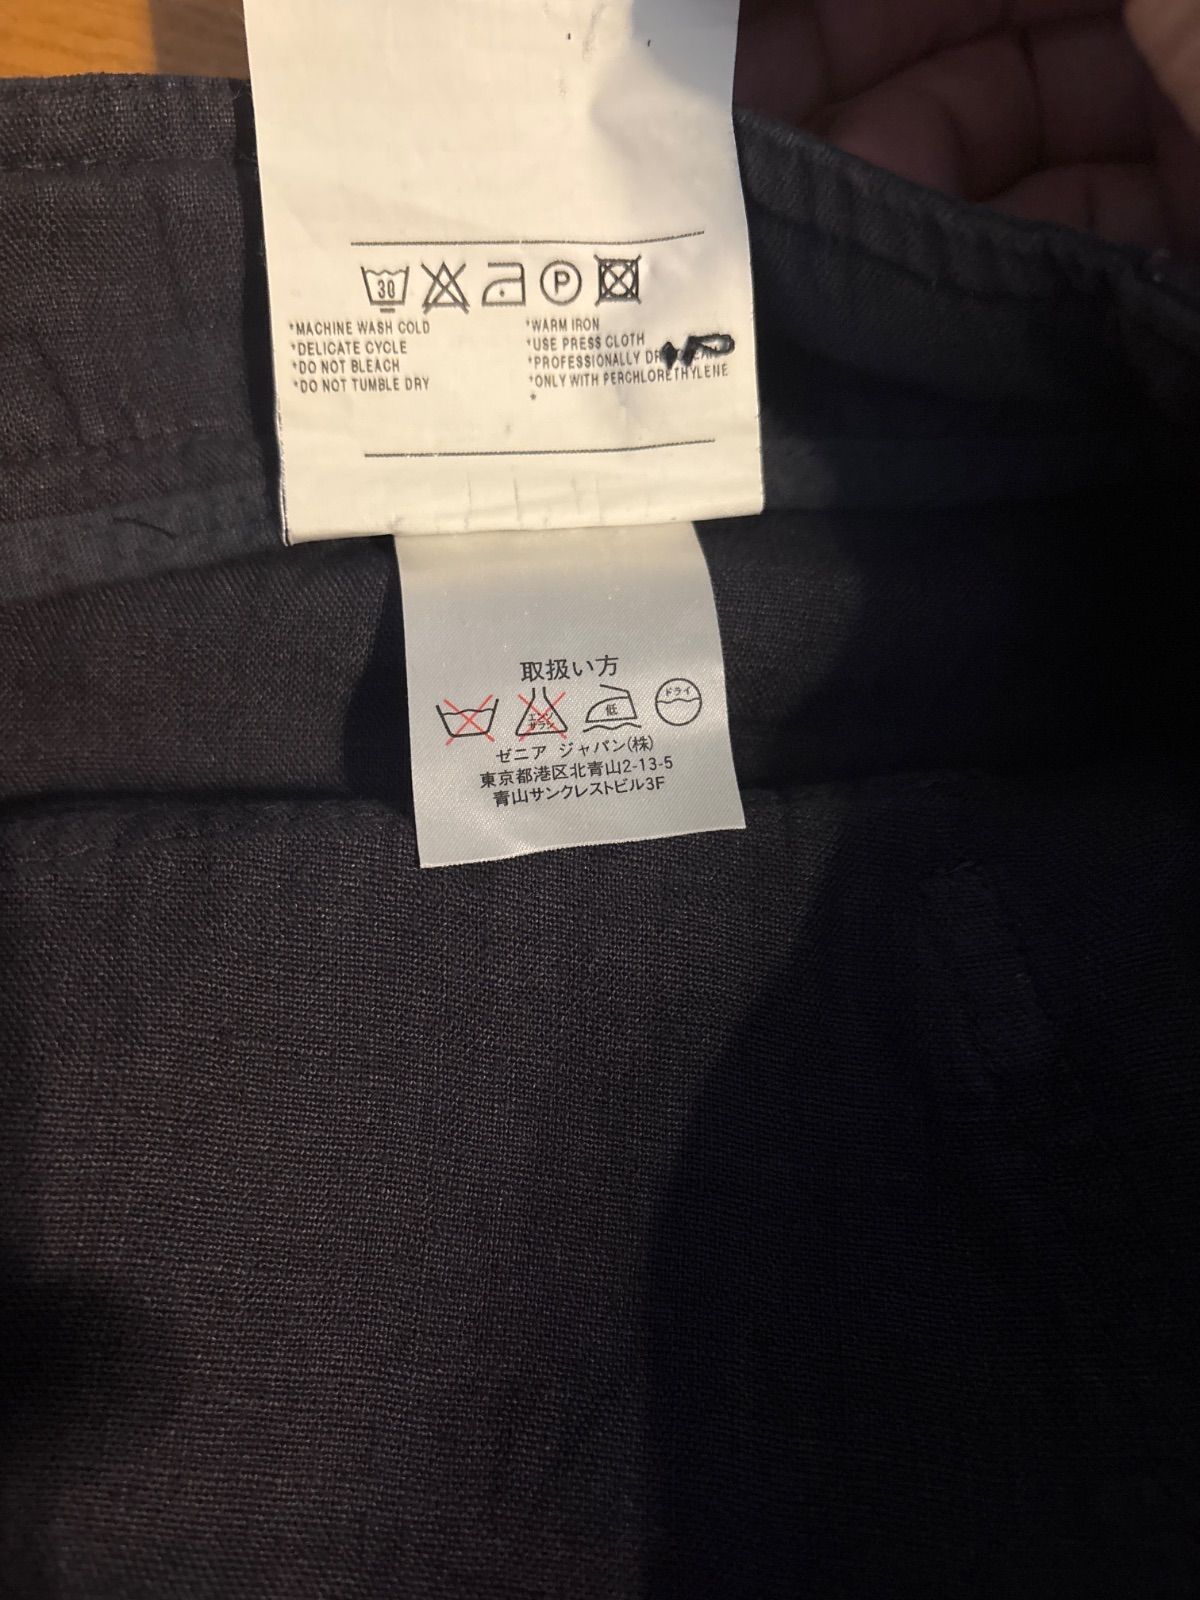 30
P
*MACHINE WASH COLD
*DELICATE CYCLE
*DO NOT BLEACH
*DO NOT TUMBLE DRY
*WARM IRON
*USE PRESS CLOTH
*PROFESSIONALLY
*ONLY WITH PERCHLORETHYLENE
*
取扱い方
低
ドライ
ゼニア ジャパン(株)
東京都港区北青山2-13-5
青山サンクレストビル3F